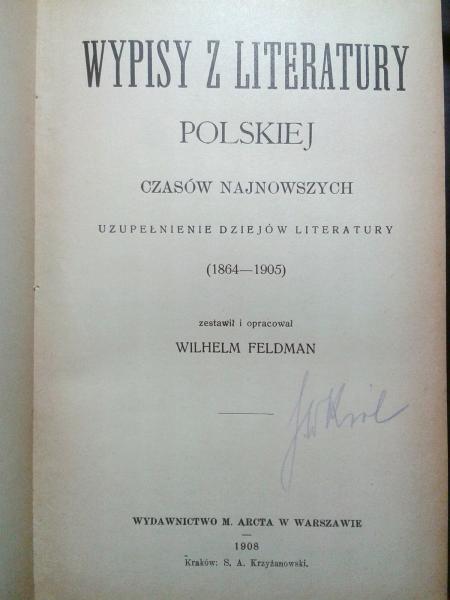 WYPISY Z LITERATURY
POLSKIEJ
CZASÓW NAJNOWSZYCH
UZUPEŁNIENIE DZIEJÓW LITERATURY
(1864—1905)
zestawił i opracował
WILHELM FELDMAN
WYDAWNICTWO M. ARCTA W WARSZAWIE
1908
Kraków: S. A. Krzyżanowski.